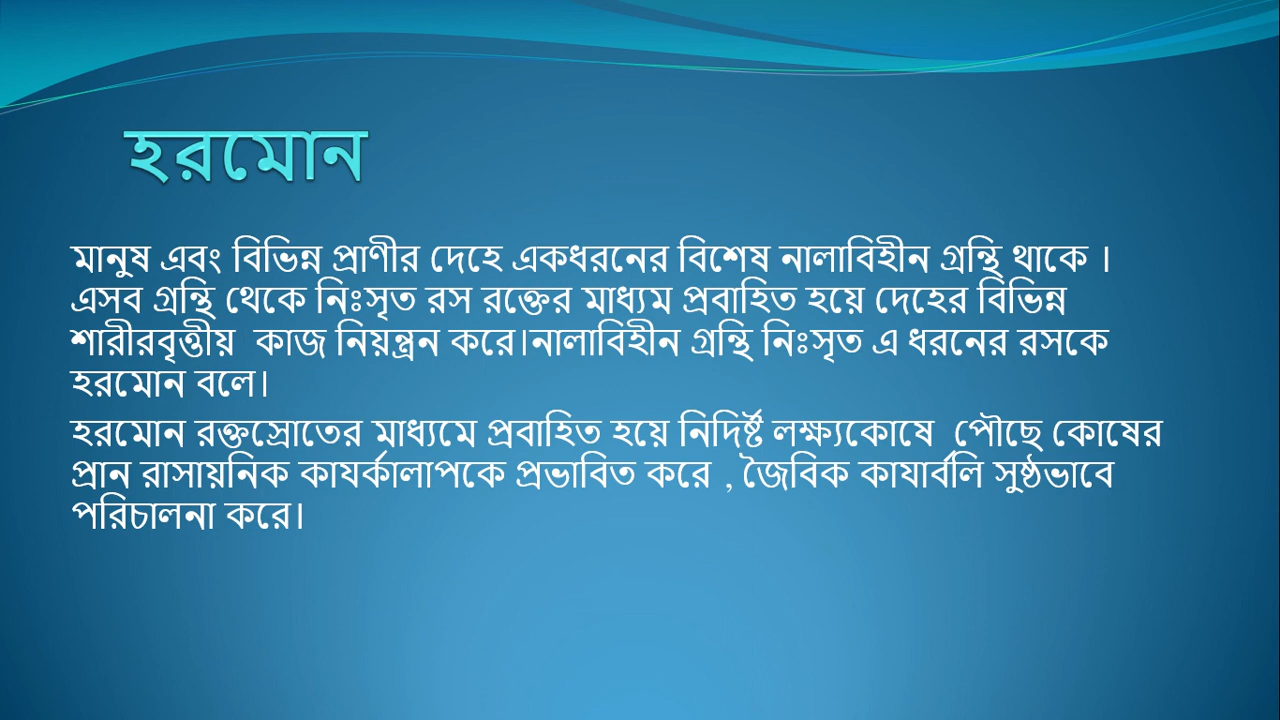 হরমোন
মানুষ এবং বিভিন্ন প্রাণীর দেহে একধরনের বিশেষ নালাবিহীন গ্রন্থি থাকে ।
এসব গ্রন্থি থেকে নিঃসৃত রস রক্তের মাধ্যম প্রবাহিত হয়ে দেহের বিভিন্ন
শারীরবৃত্তীয় কাজ নিয়ন্ত্রন করে।নালাবিহীন গ্রন্থি নিঃসৃত এ ধরনের রসকে
হরমোন বলে।
হরমোন রক্তস্রোতের মাধ্যমে প্রবাহিত হয়ে নিদির্ষ্ট লক্ষ্যকোষে পৌছে কোষের
প্রান রাসায়নিক কাযর্কালাপকে প্রভাবিত করে , জৈবিক কাযার্বলি সুষ্ঠভাবে
পরিচালনা করে।